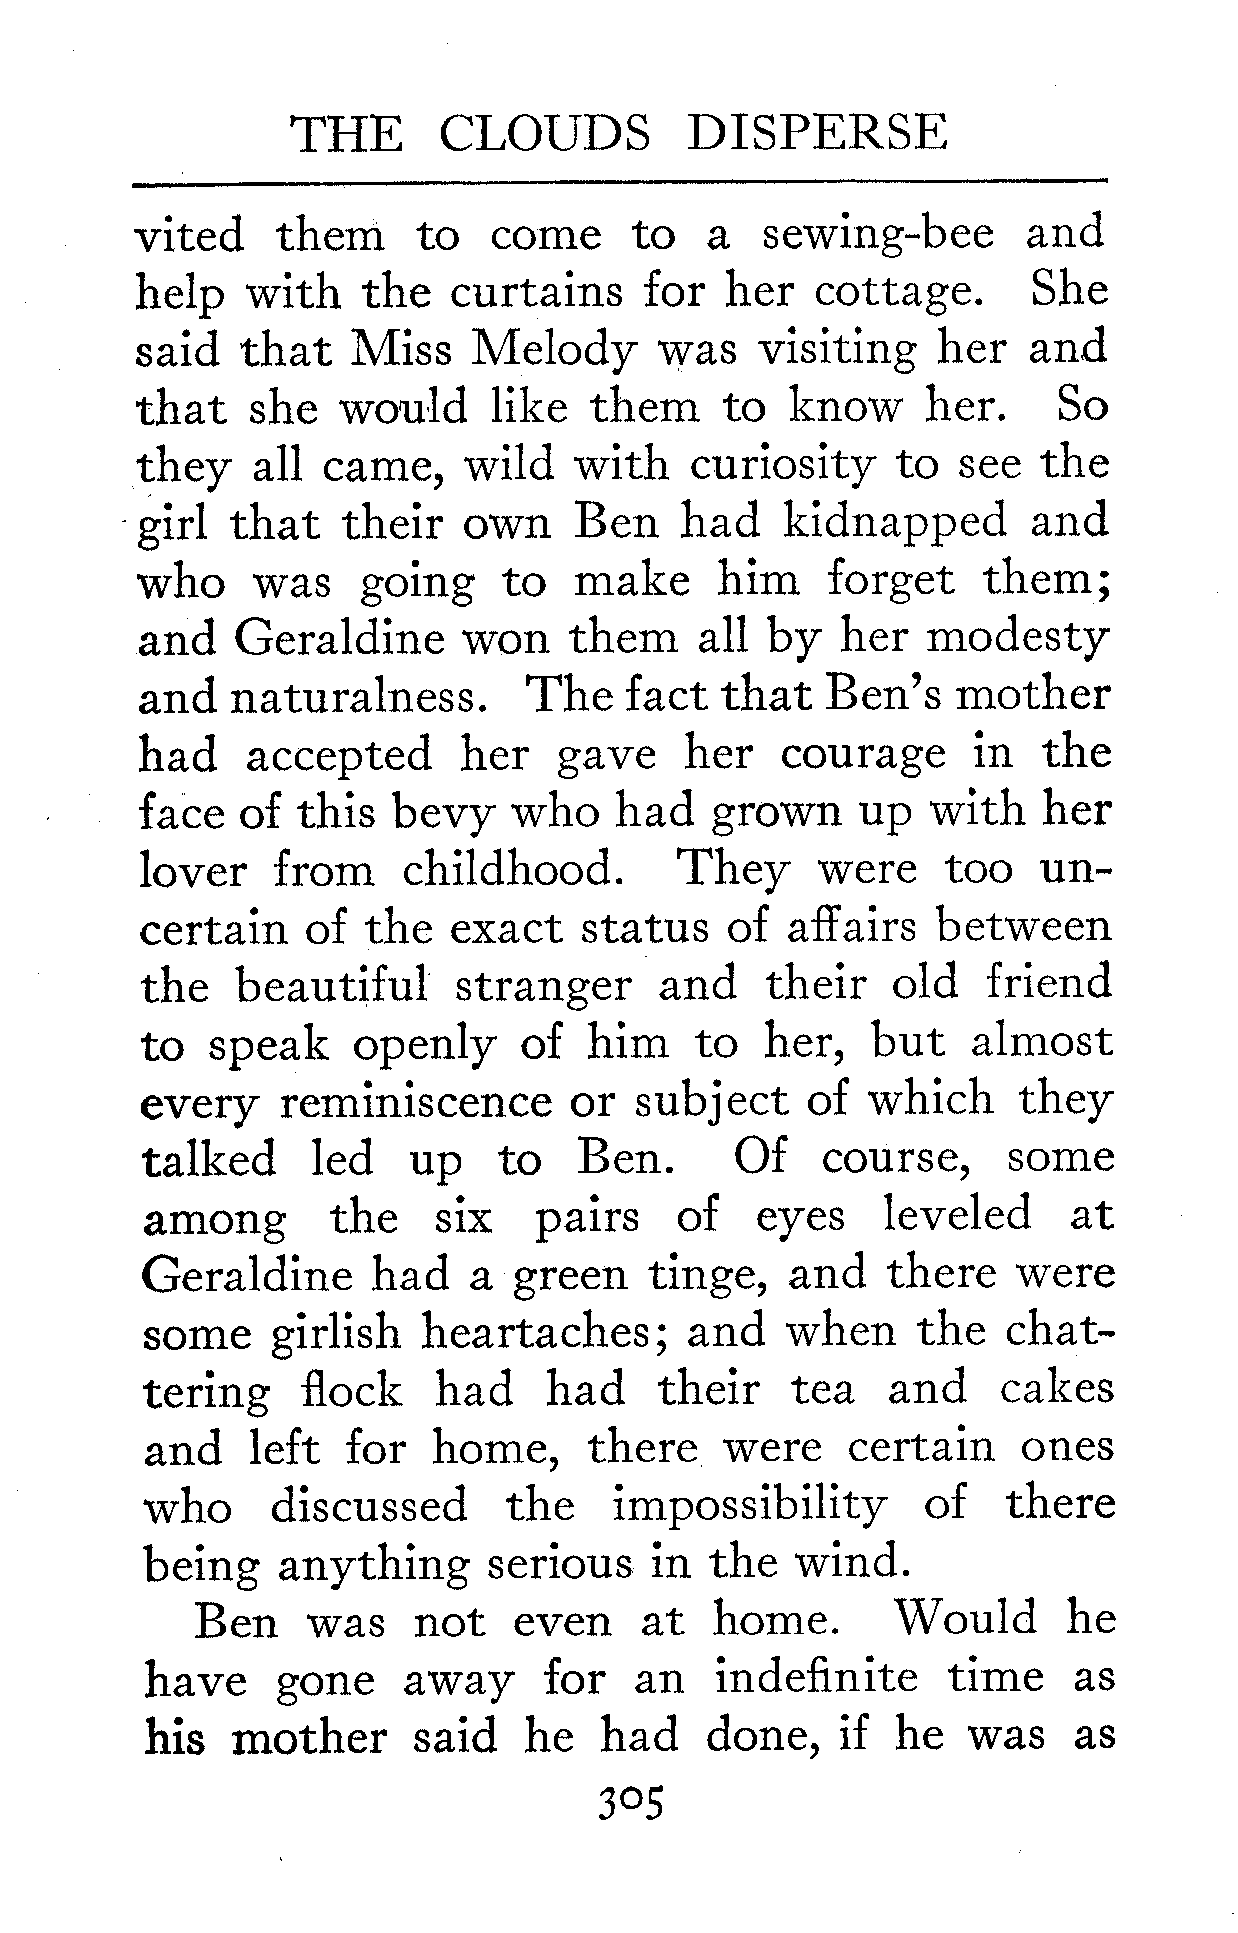 THE CLOUDS DISPERSE
vited them to come to a sewing-bee and
help with the curtains for her cottage. She
said that Miss Melody was visiting her and
that she would like them to know her. So
they all came, wild with curiosity to see the
girl that their own Ben had kidnapped and
who was going to make him forget them;
and Geraldine won them all by her modesty
and naturalness. The fact that Ben's mother
had accepted her gave her courage in the
face of this bevy who had grown up with her
lover from childhood. They were too un-
certain of the exact status of affairs between
the beautiful stranger and their old friend
to speak openly of him to her, but almost
every reminiscence or subject of which they
talked led up to Ben. Of course, some
among the six pairs of eyes leveled at
Geraldine had a green tinge, and there were
some girlish heartaches; and when the chat-
tering flock had had their tea and cakes
and left for home, there were certain ones
who discussed the impossibility of there
being anything serious in the wind.
Ben was not even at home. Would he
have gone away for an indefinite time as
his mother said he had done, if he was as
305